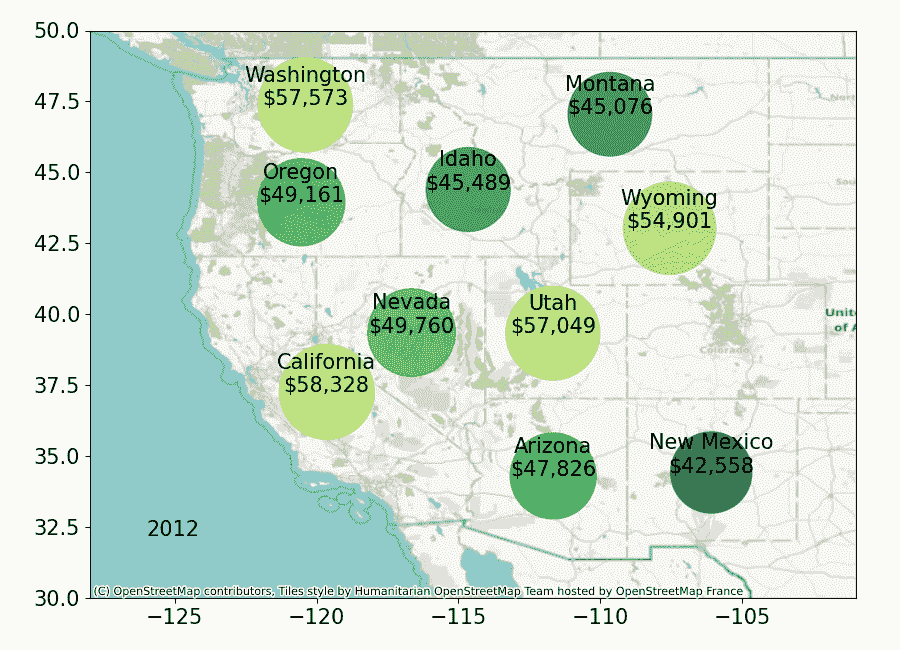 50.0
47.5
45.0
42.5
40.0
37.5
35.0
32.5
30.0
Washington
$57,573
Montana
$45,076
Oregon
$49,161
Idaho
$45,489
Wyoming
$54,901
Nevada
$49,760
Utah
$57,049
California
$58,328
Arizona
$47,826
New Mexico
$42,558
Colorado
Unit
of A
2012
(C) OpenStreetMap contributors, Tiles style by Humanitarian OpenStreetMap Team hosted by OpenStreetMap France
−125
−120
−115
−110
−105